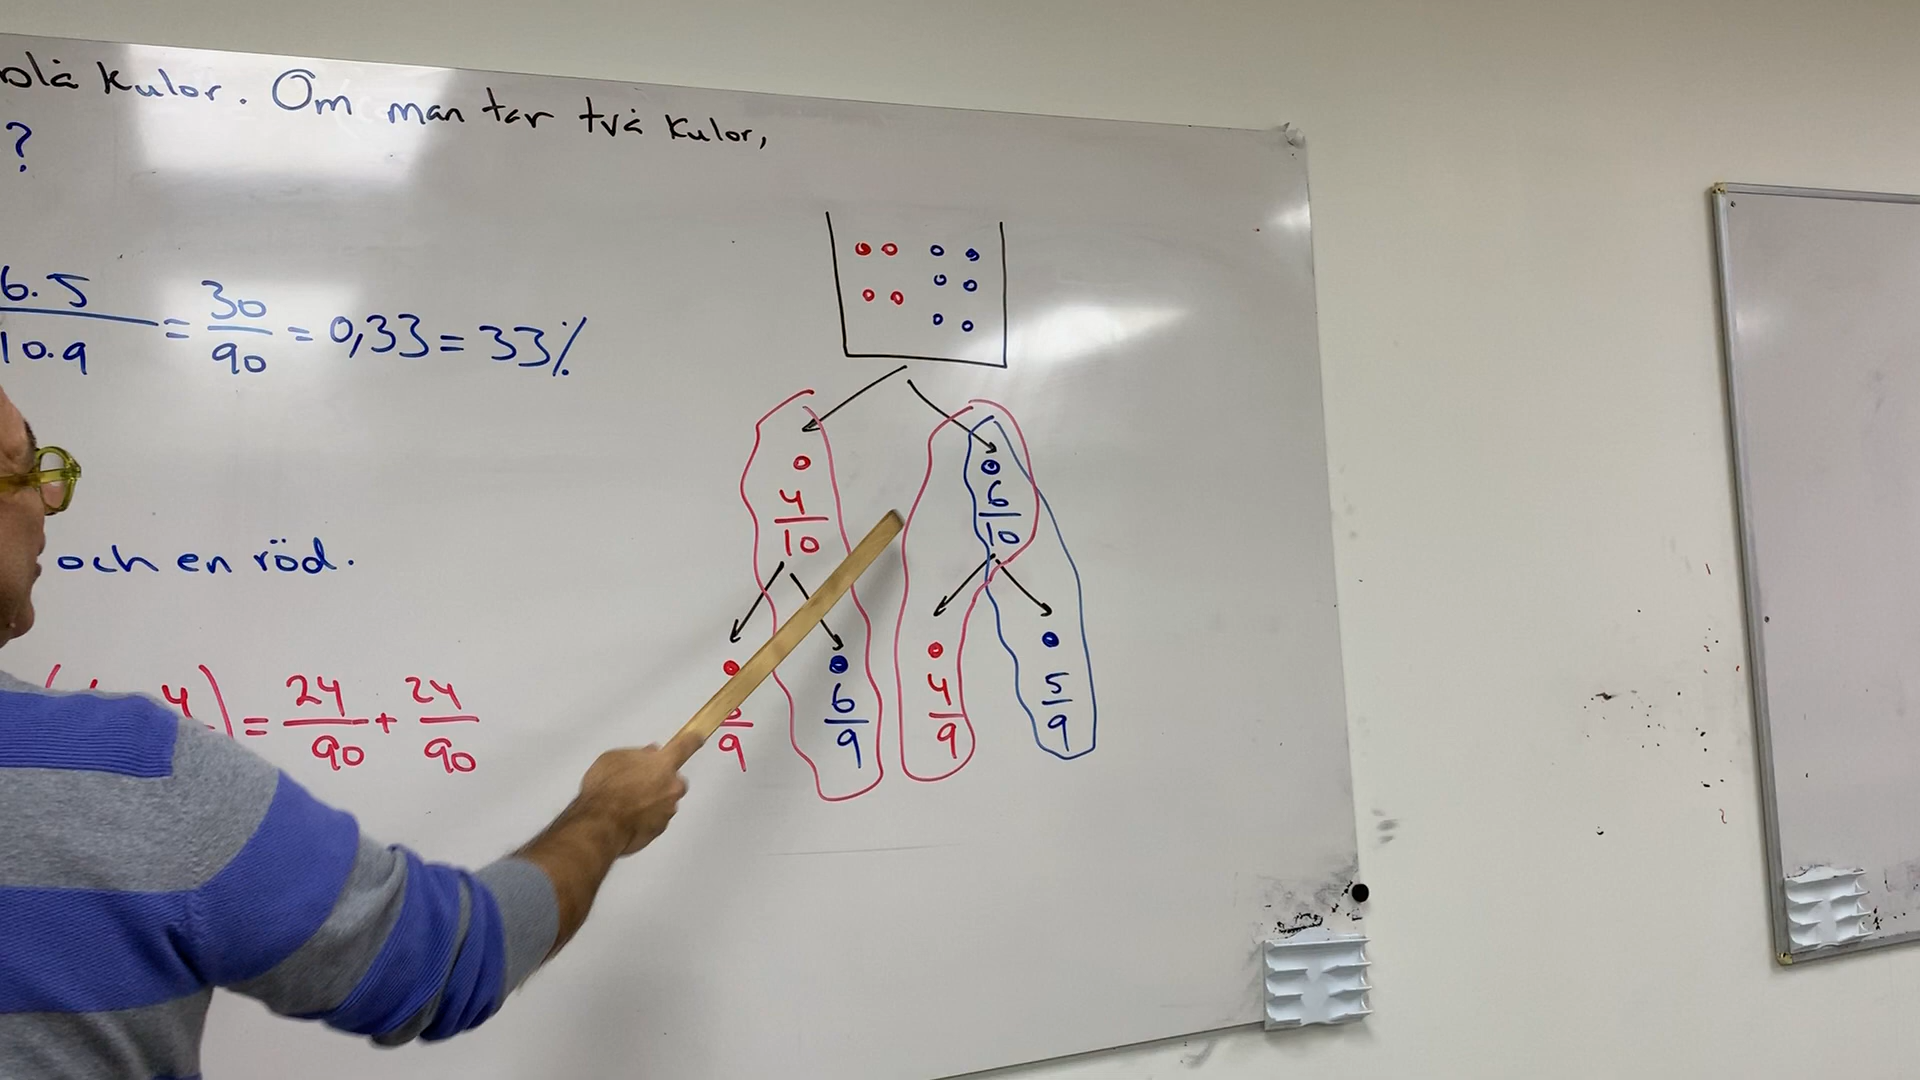 blå kulor. Om man tar två kulor,
?
6.5/10.9 = 30/90 = 0,33 = 33%
och en röd.
4) = 24/90 + 24/90
4/10 6/10
9 6/9 4/9 5/9